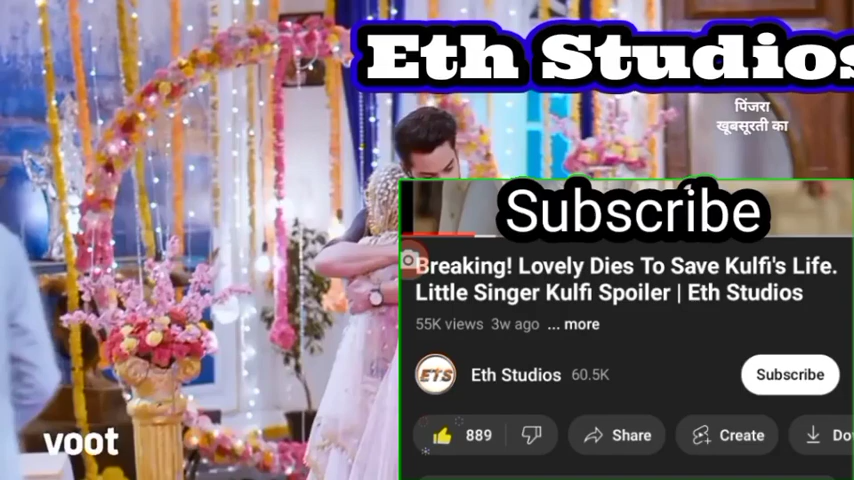 Eth Studios
पिंजरा
खूबसूरती का
Subscribe
Breaking! Lovely Dies To Save Kulfi's Life.
Little Singer Kulfi Spoiler | Eth Studios
55K views 3w ago ... more
ETS Eth Studios 60.5K Subscribe
889 Share Create Do
voot